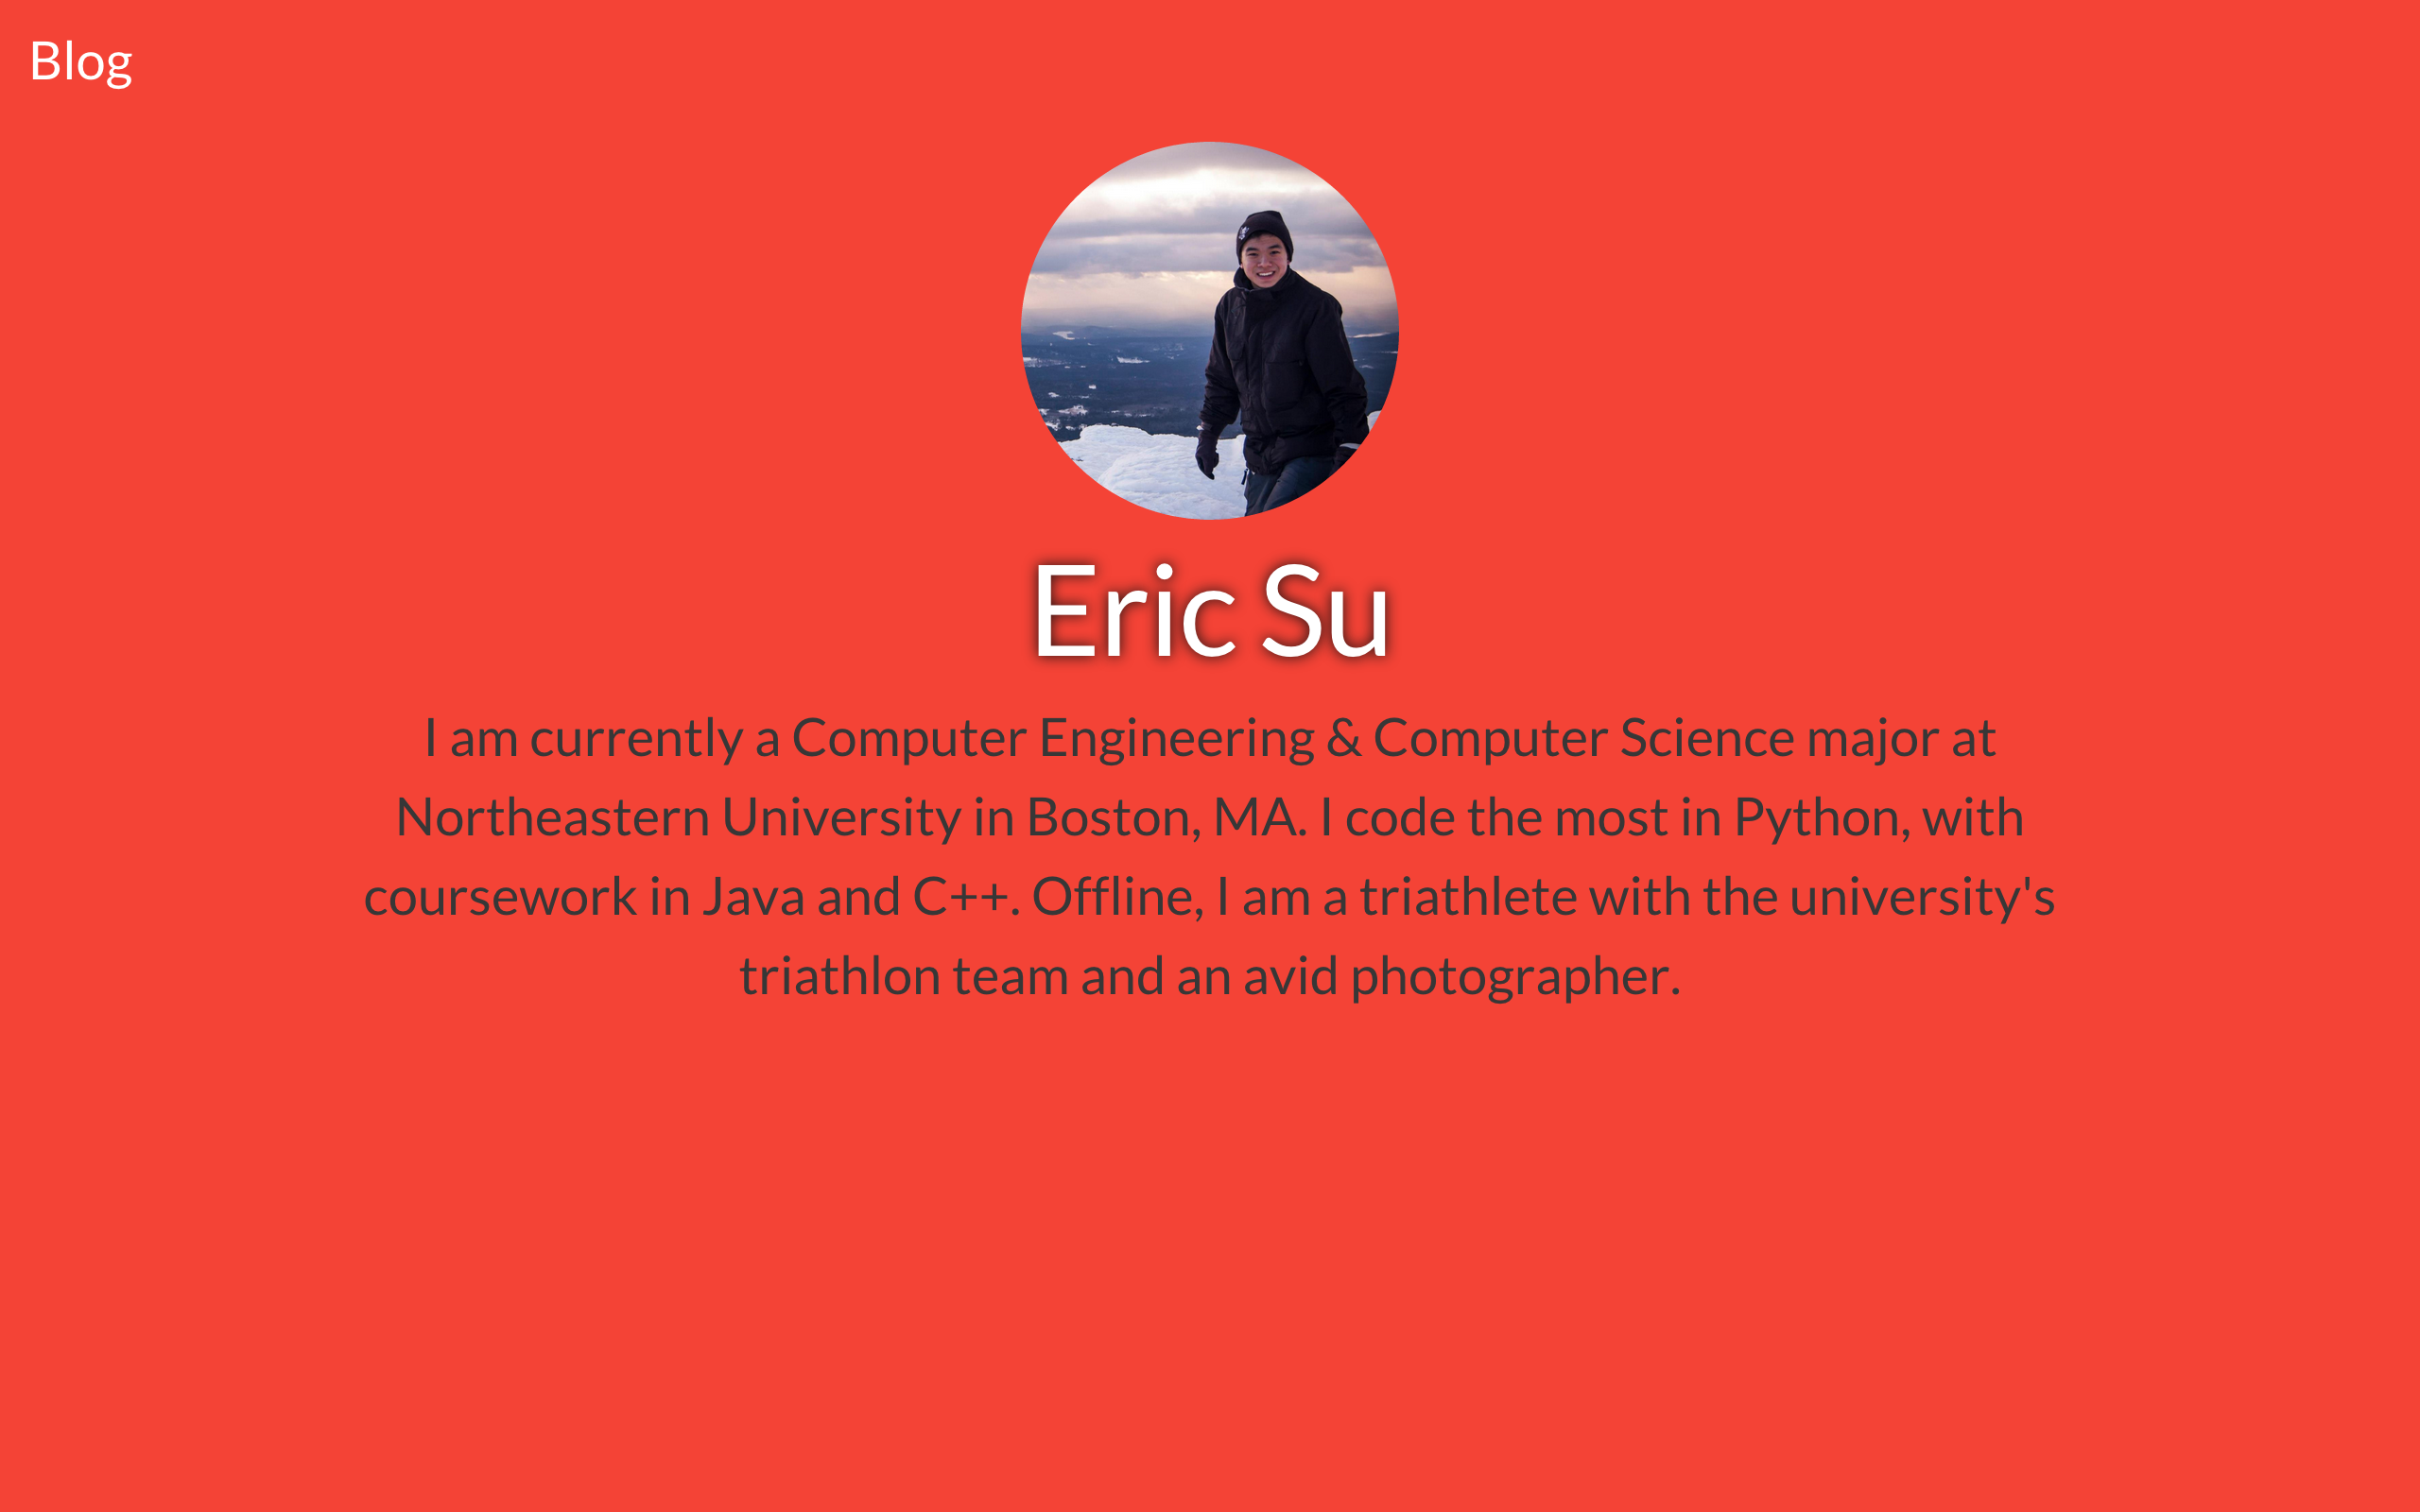 Blog
Eric Su
I am currently a Computer Engineering & Computer Science major at
Northeastern University in Boston, MA. I code the most in Python, with
coursework in Java and C++. Offline, I am a triathlete with the university's
triathlon team and an avid photographer.